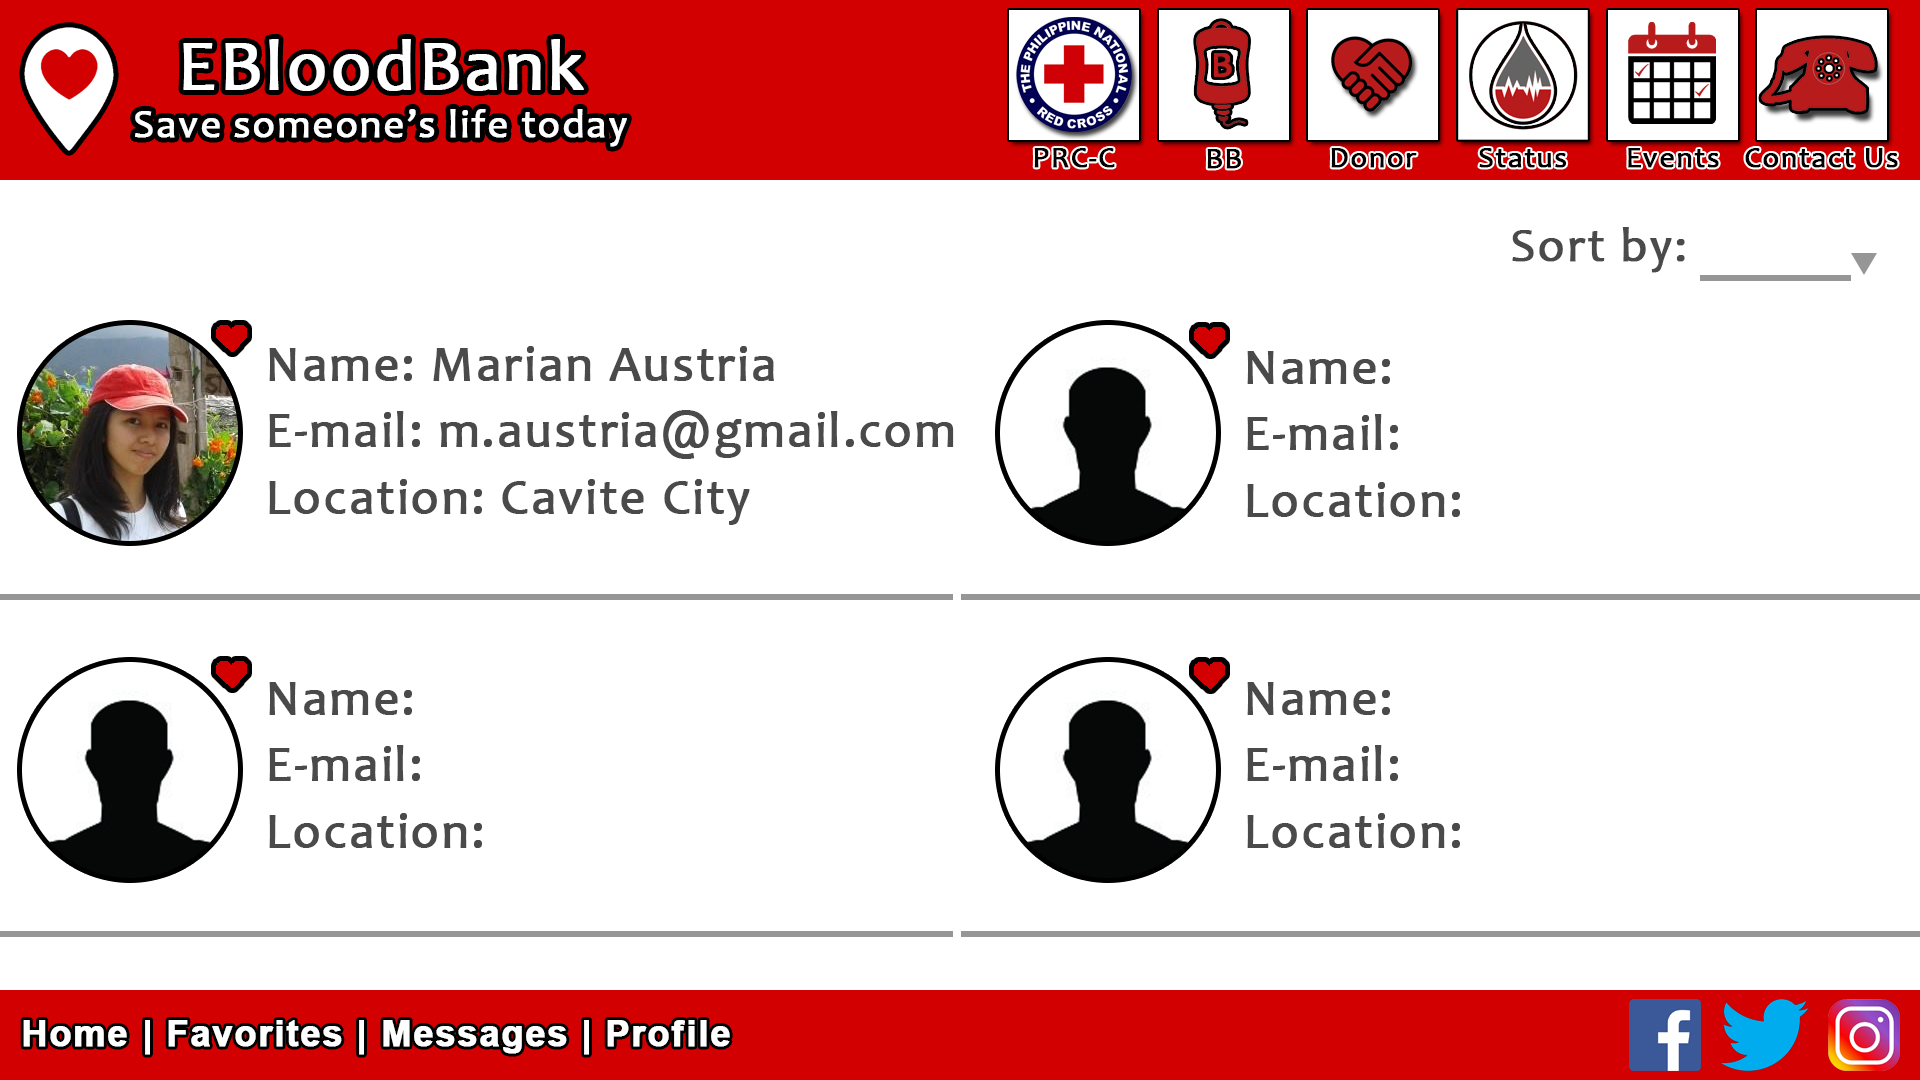 EBloodBank
Save someone's life today
THE PHILIPPINE NATIONAL
• RED CROSS •
B
PRC-C
BB
Donor
Status
Events
Contact Us
Sort by:
Name: Marian Austria
E-mail: m.austria@gmail.com
Location: Cavite City
Name:
E-mail:
Location:
Name:
E-mail:
Location:
Name:
E-mail:
Location:
Home | Favorites | Messages | Profile